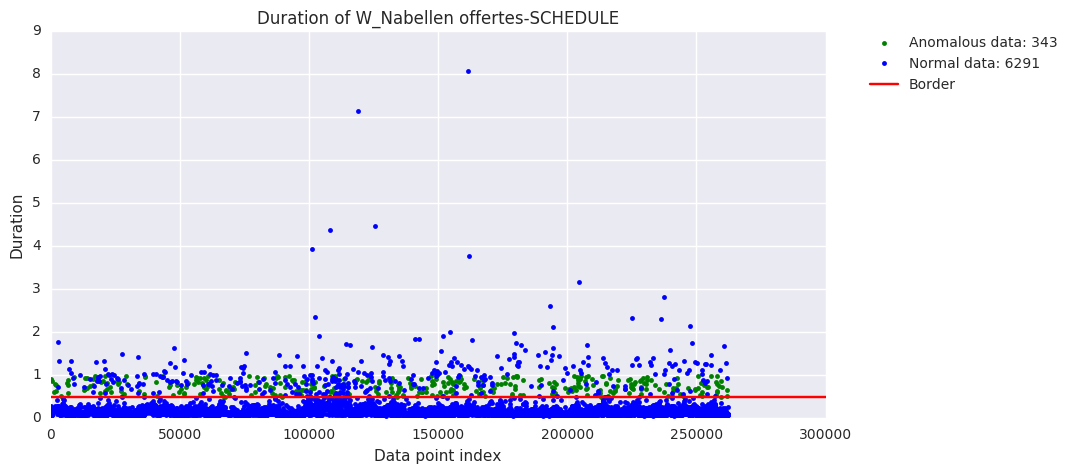 Duration of W_Nabellen offertes-SCHEDULE
Anomalous data: 343
Normal data: 6291
Border
9
8
7
6
5
4
3
2
1
0
Duration
0 50000 100000 150000 200000 250000 300000
Data point index